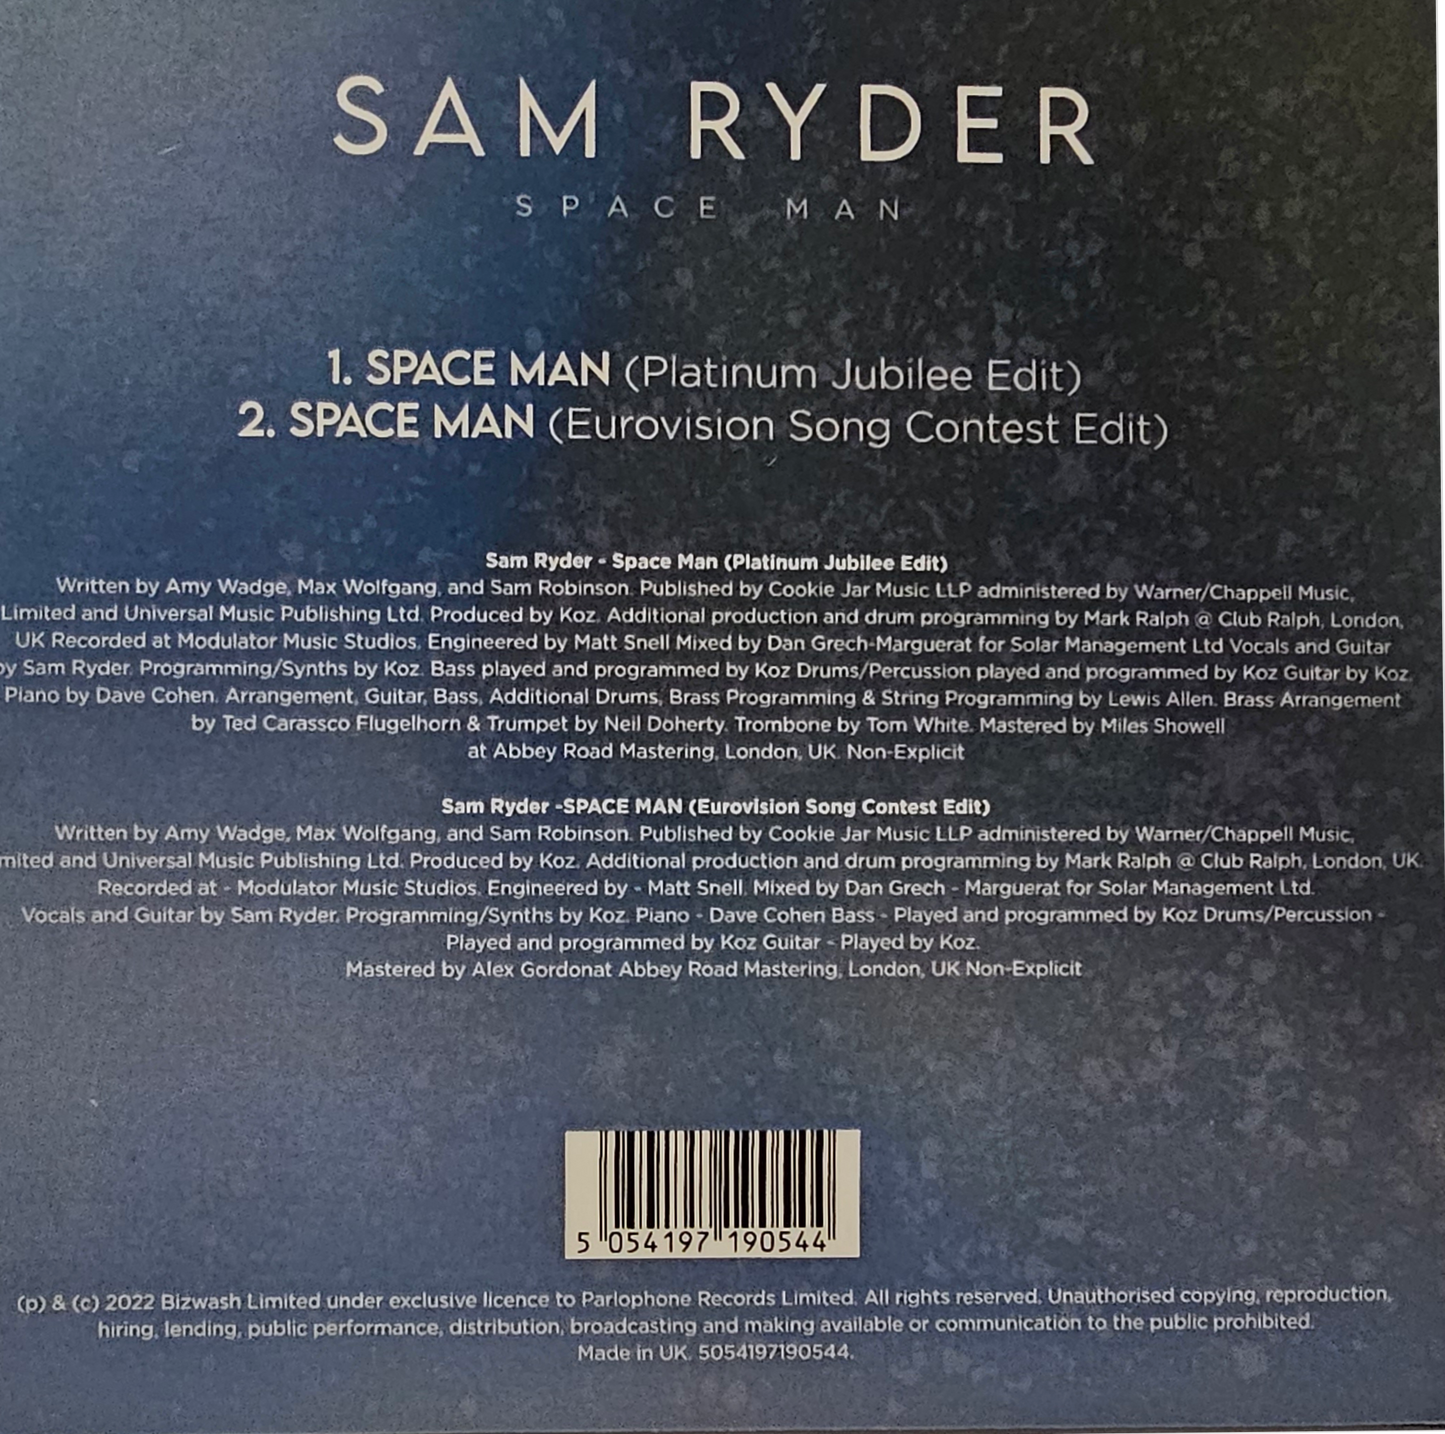 SAM RYDER
SPACE MAN
1. SPACE MAN (Platinum Jubilee Edit)
2. SPACE MAN (Eurovision Song Contest Edit)
Sam Ryder - Space Man (Platinum Jubilee Edit)
Written by Amy Wadge, Max Wolfgang, and Sam Robinson. Published by Cookie Jar Music LLP administered by Warner/Chappell Music,
Limited and Universal Music Publishing Ltd. Produced by Koz. Additional production and drum programming by Mark Ralph @ Club Ralph, London,
UK Recorded at Modulator Music Studios. Engineered by Matt Snell Mixed by Dan Grech-Marguerat for Solar Management Ltd Vocals and Guitar
by Sam Ryder. Programming/Synths by Koz. Bass played and programmed by Koz Drums/Percussion played and programmed by Koz Guitar by Koz.
Piano by Dave Cohen. Arrangement, Guitar, Bass, Additional Drums, Brass Programming & String Programming by Lewis Allen. Brass Arrangement
by Ted Carassco Flugelhorn & Trumpet by Neil Doherty. Trombone by Tom White. Mastered by Miles Showell
at Abbey Road Mastering, London, UK. Non-Explicit
Sam Ryder -SPACE MAN (Eurovision Song Contest Edit)
Written by Amy Wadge, Max Wolfgang, and Sam Robinson. Published by Cookie Jar Music LLP administered by Warner/Chappell Music,
mited and Universal Music Publishing Ltd. Produced by Koz. Additional production and drum programming by Mark Ralph @ Club Ralph, London, UK.
Recorded at - Modulator Music Studios. Engineered by - Matt Snell. Mixed by Dan Grech - Marguerat for Solar Management Ltd.
Vocals and Guitar by Sam Ryder. Programming/Synths by Koz. Piano - Dave Cohen Bass - Played and programmed by Koz Drums/Percussion -
Played and programmed by Koz Guitar - Played by Koz.
Mastered by Alex Gordonat Abbey Road Mastering, London, UK Non-Explicit
5 054197 190544
(p) & (c) 2022 Bizwash Limited under exclusive licence to Parlophone Records Limited. All rights reserved. Unauthorised copying, reproduction,
hiring, lending, public performance, distribution, broadcasting and making available or communication to the public prohibited.
Made in UK. 5054197190544.